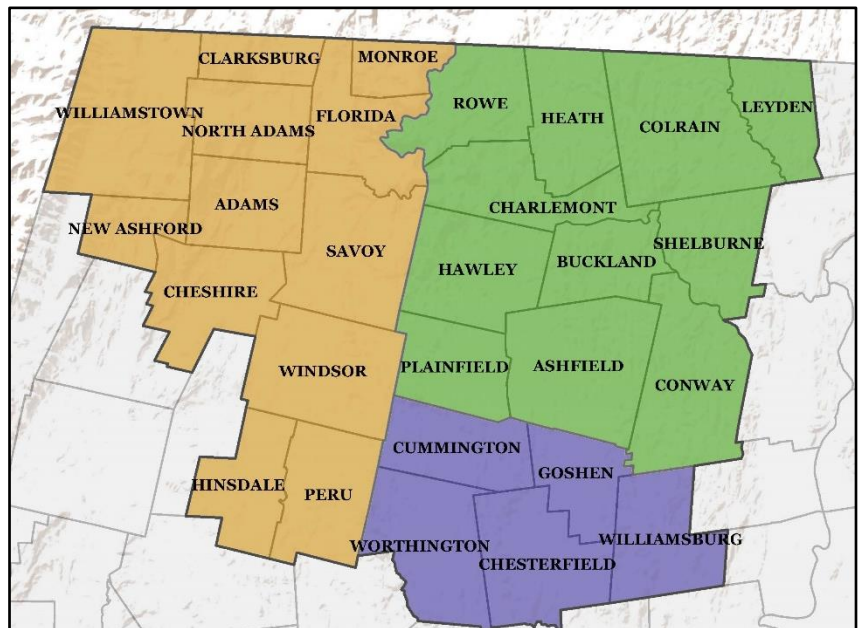 CLARKSBURG
MONROE
WILLIAMSTOWN
NORTH ADAMS
FLORIDA
ROWE
HEATH
COLRAIN
LEYDEN
ADAMS
NEW ASHFORD
CHARLEMONT
SAVOY
SHELBURNE
HAWLEY
BUCKLAND
CHESHIRE
WINDSOR
PLAINFIELD
ASHFIELD
CONWAY
CUMMINGTON
GOSHEN
HINSDALE
PERU
WORTHINGTON
WILLIAMSBURG
CHESTERFIELD